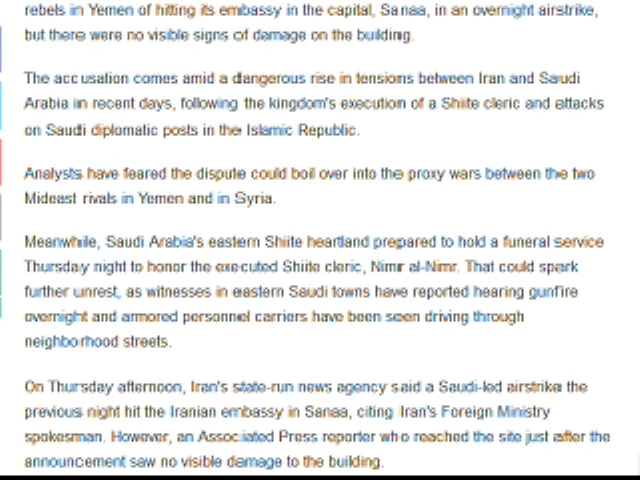 rebels in Yemen of hitting its embassy in the capital, Sanaa, in an overnight airstrike,
but there were no visible signs of damage on the building.
The accusation comes amid a dangerous rise in tensions between Iran and Saudi
Arabia in recent days, following the kingdom's execution of a Shiite cleric and attacks
on Saudi diplomatic posts in the Islamic Republic.
Analysts have feared the dispute could boil over into the proxy wars between the two
Mideast rivals in Yemen and in Syria.
Meanwhile, Saudi Arabia's eastern Shiite heartland prepared to hold a funeral service
Thursday night to honor the executed Shiite cleric, Nimr al-Nimr. That could spark
further unrest, as witnesses in eastern Saudi towns have reported hearing gunfire
overnight and armored personnel carriers have been seen driving through
neighborhood streets.
On Thursday afternoon, Iran's state-run news agency said a Saudi-led airstrike the
previous night hit the Iranian embassy in Sanaa, citing Iran's Foreign Ministry
spokesman. However, an Associated Press reporter who reached the site just after the
announcement saw no visible damage to the building.